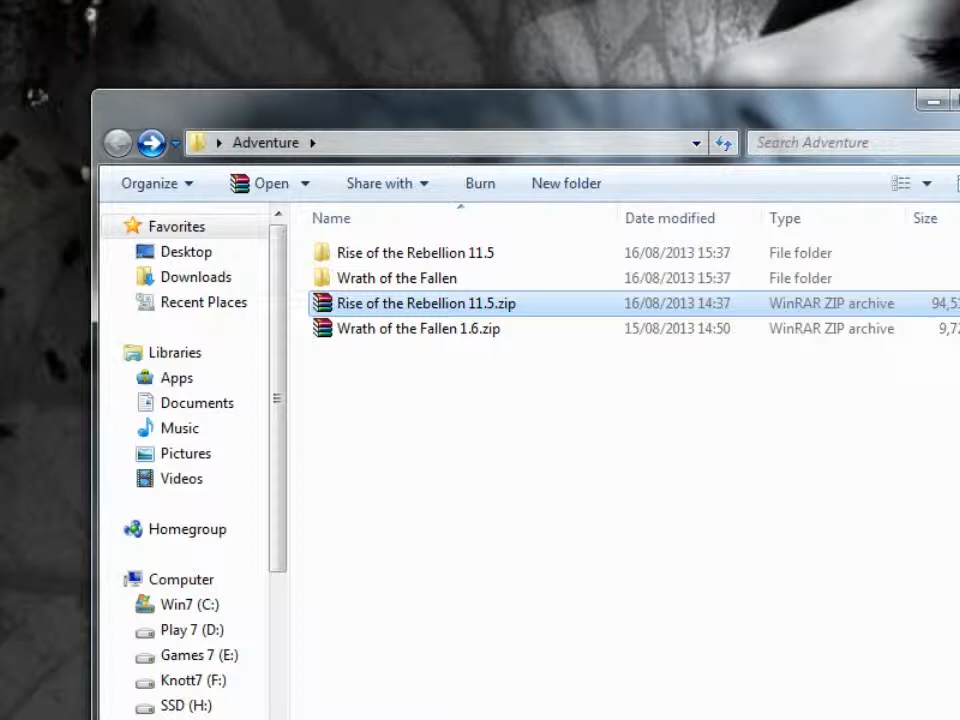 Adventure
Search Adventure
Organize Open Share with Burn New folder
Name Date modified Type Size
Rise of the Rebellion 11.5 16/08/2013 15:37 File folder
Wrath of the Fallen 16/08/2013 15:37 File folder
Rise of the Rebellion 11.5.zip 16/08/2013 14:37 WinRAR ZIP archive
Wrath of the Fallen 1.6.zip 15/08/2013 14:50 WinRAR ZIP archive
Favorites
Desktop
Downloads
Recent Places
Libraries
Apps
Documents
Music
Pictures
Videos
Homegroup
Computer
Win7 (C:)
Play 7 (D:)
Games 7 (E:)
Knott7 (F:)
SSD (H:)